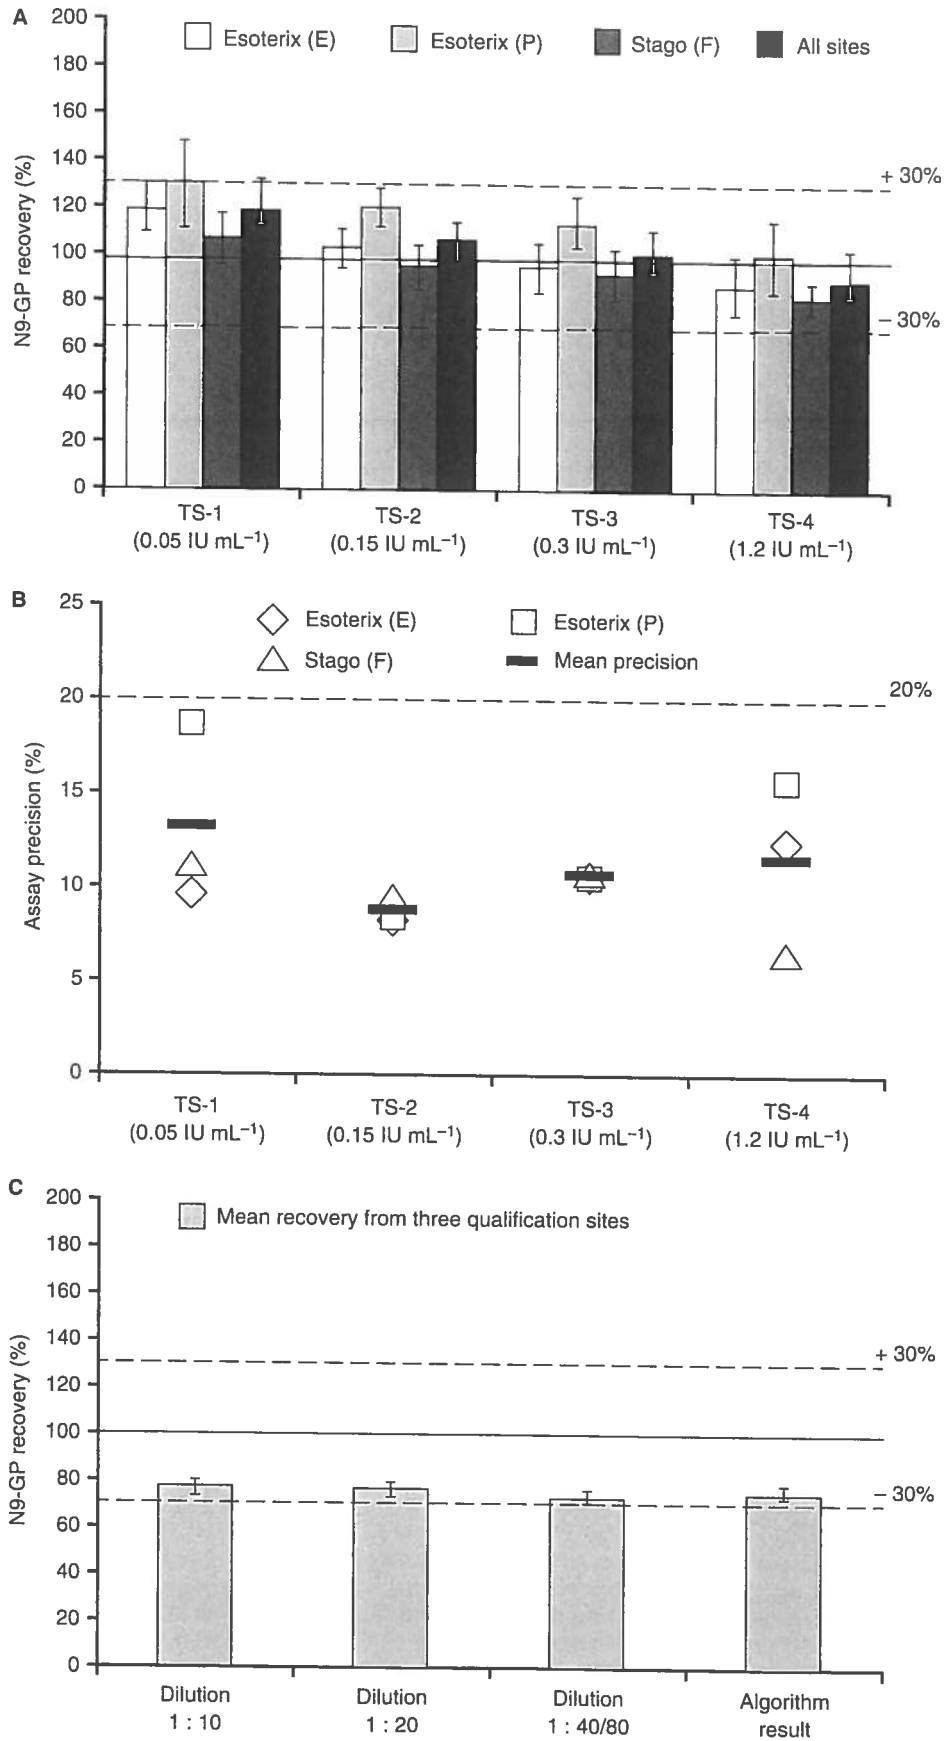 A
200
180
160
140
120
100
80
60
40
20
0
N9-GP recovery (%)
Esoterix (E)
Esoterix (P)
Stago (F)
All sites
+ 30%
– 30%
TS-1
(0.05 IU mL⁻¹)
TS-2
(0.15 IU mL⁻¹)
TS-3
(0.3 IU mL⁻¹)
TS-4
(1.2 IU mL⁻¹)
B
25
20
15
10
5
0
Assay precision (%)
Esoterix (E)
Esoterix (P)
Stago (F)
Mean precision
20%
TS-1
(0.05 IU mL⁻¹)
TS-2
(0.15 IU mL⁻¹)
TS-3
(0.3 IU mL⁻¹)
TS-4
(1.2 IU mL⁻¹)
C
200
180
160
140
120
100
80
60
40
20
0
N9-GP recovery (%)
Mean recovery from three qualification sites
+ 30%
– 30%
Dilution
1 : 10
Dilution
1 : 20
Dilution
1 : 40/80
Algorithm
result